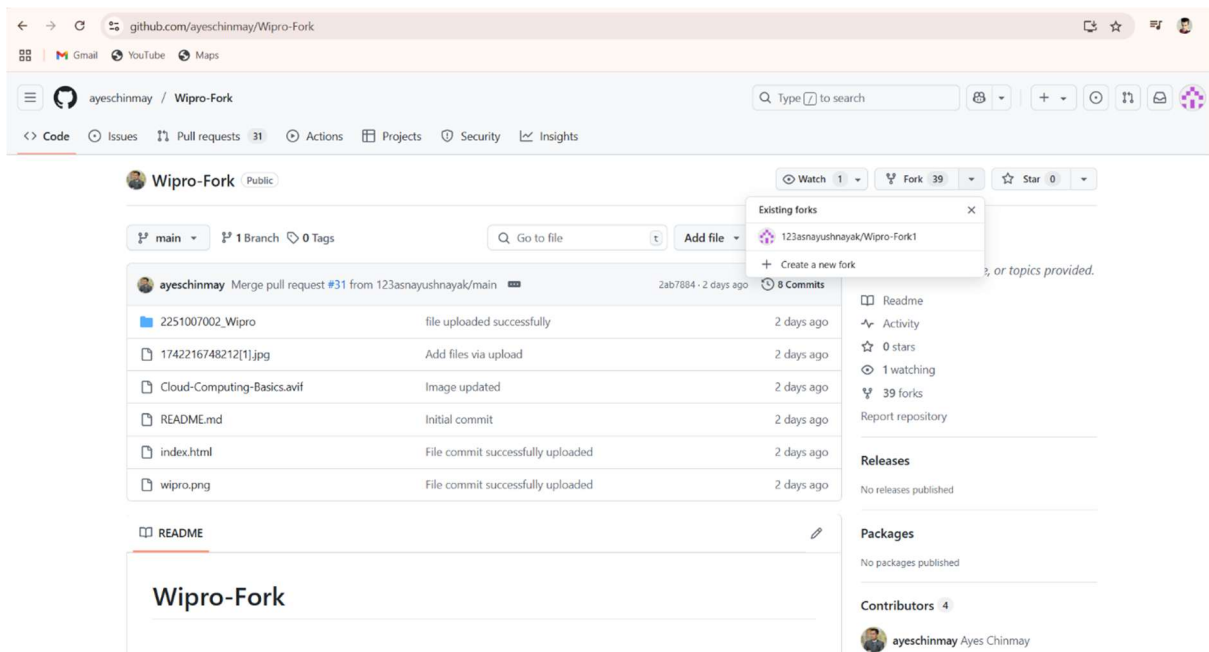 github.com/ayeschinmay/Wipro-Fork
Gmail YouTube Maps
ayeschinmay / Wipro-Fork Type / to search
Code Issues Pull requests 31 Actions Projects Security Insights
Wipro-Fork Public Watch 1 Fork 39 Star 0
Existing forks
123asnayushnayak/Wipro-Fork1
Create a new fork
main 1 Branch 0 Tags Go to file t Add file
, or topics provided.
ayeschinmay Merge pull request #31 from 123asnayushnayak/main 2ab7884 · 2 days ago 8 Commits
2251007002_Wipro file uploaded successfully 2 days ago
1742216748212[1].jpg Add files via upload 2 days ago
Cloud-Computing-Basics.avif Image updated 2 days ago
README.md Initial commit 2 days ago
index.html File commit successfully uploaded 2 days ago
wipro.png File commit successfully uploaded 2 days ago
Readme
Activity
0 stars
1 watching
39 forks
Report repository
Releases
No releases published
Packages
No packages published
Contributors 4
ayeschinmay Ayes Chinmay
README
Wipro-Fork